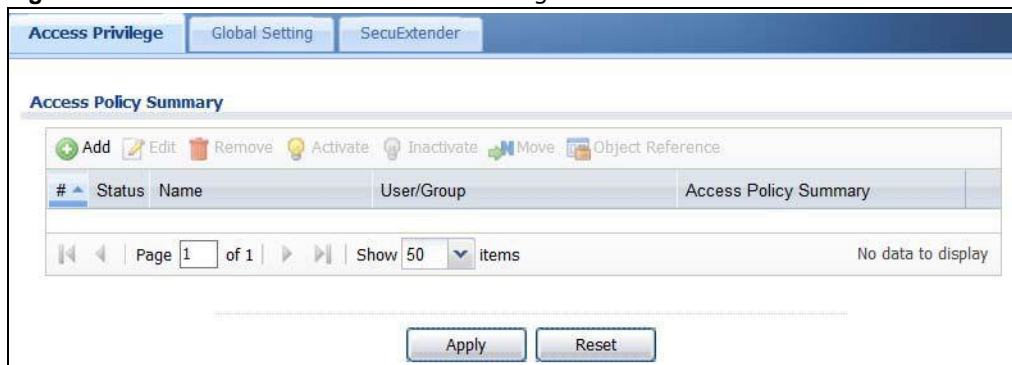 Access Privilege Global Setting SecuExtender
Access Policy Summary
Add Edit Remove Activate Inactivate Move Object Reference
# Status Name User/Group Access Policy Summary
Page 1 of 1 Show 50 items No data to display
Apply Reset